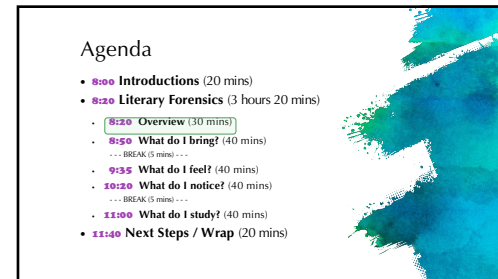 Agenda
• 8:00 Introductions (20 mins)
• 8:20 Literary Forensics (3 hours 20 mins)
• 8:20 Overview (30 mins)
• 8:50 What do I bring? (40 mins)
- - - BREAK (5 mins) - - -
• 9:35 What do I feel? (40 mins)
• 10:20 What do I notice? (40 mins)
- - - BREAK (5 mins) - - -
• 11:00 What do I study? (40 mins)
• 11:40 Next Steps / Wrap (20 mins)